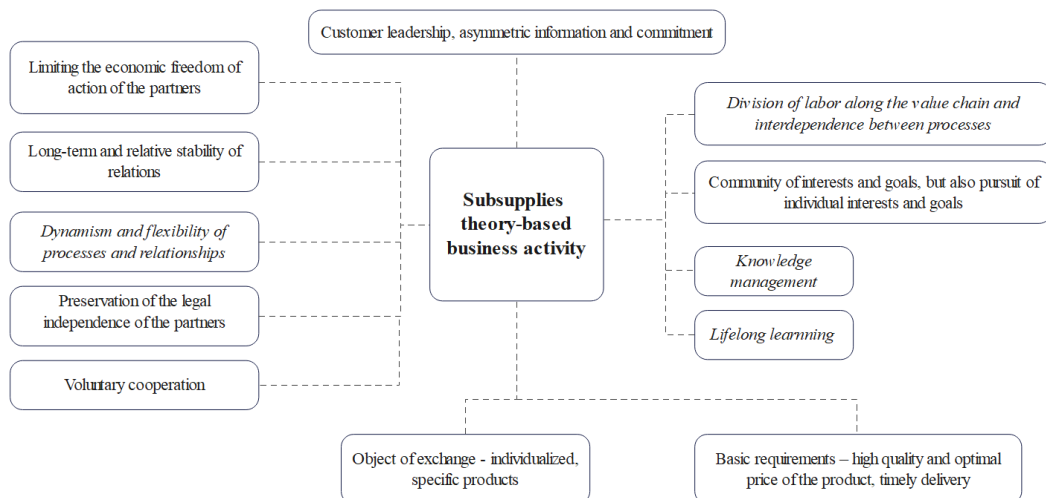 Customer leadership, asymmetric information and commitment
Limiting the economic freedom of
action of the partners
Long-term and relative stability of
relations
Dynamism and flexibility of
processes and relationships
Preservation of the legal
independence of the partners
Voluntary cooperation
Subsupplies
theory-based
business activity
Division of labor along the value chain and
interdependence between processes
Community of interests and goals, but also pursuit of
individual interests and goals
Knowledge
management
Lifelong learnning
Object of exchange - individualized,
specific products
Basic requirements – high quality and optimal
price of the product, timely delivery